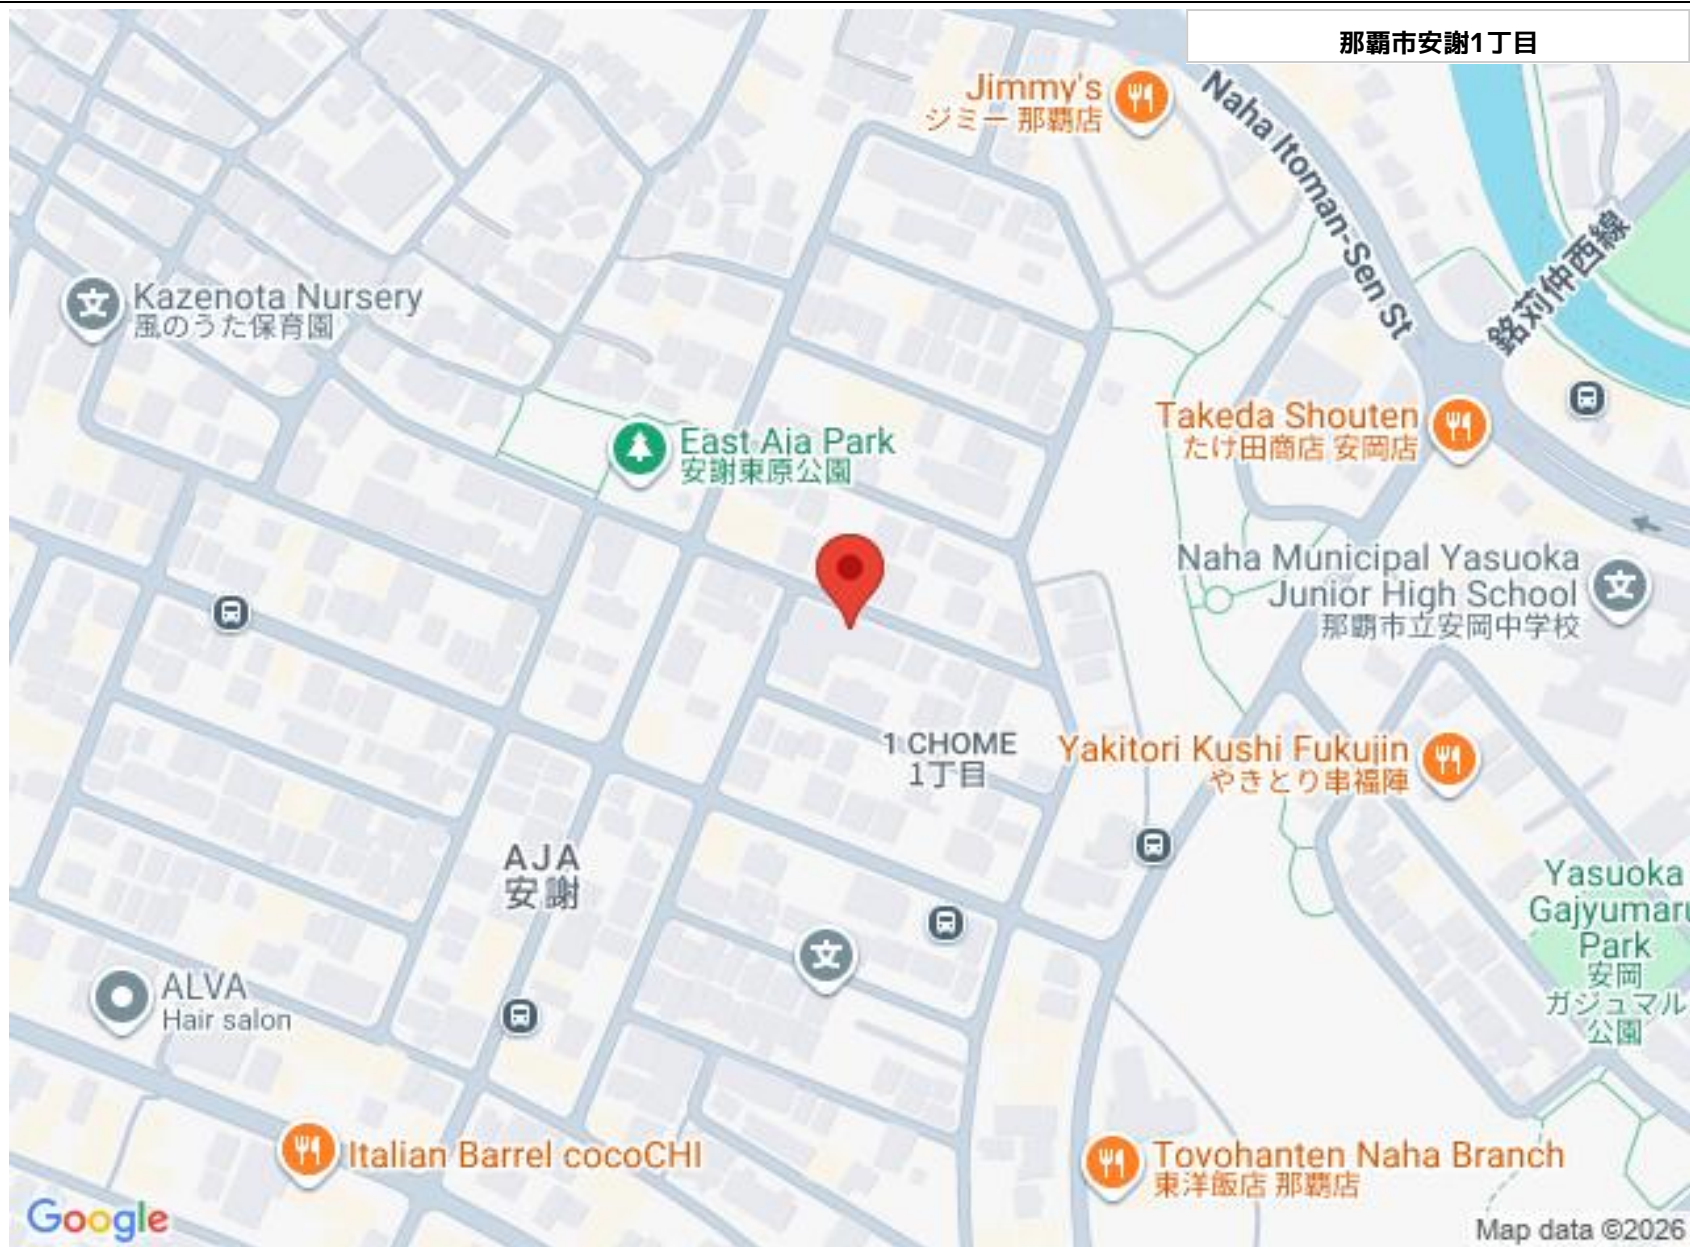 那覇市安謝1丁目
Jimmy's
ジミー 那覇店
Naha Itoman-Sen St
銘苅仲西線
Kazenota Nursery
風のうた保育園
Takeda Shouten
たけ田商店 安岡店
East Aja Park
安謝東原公園
Naha Municipal Yasuoka
Junior High School
那覇市立安岡中学校
1 CHOME
1丁目
Yakitori Kushi Fukujin
やきとり串福陣
AJA
安謝
Yasuoka
Gajyumaru
Park
安岡
ガジュマル
公園
ALVA
Hair salon
Italian Barrel cocoCHI
Toyohanten Naha Branch
東洋飯店 那覇店
Google
Map data ©2026